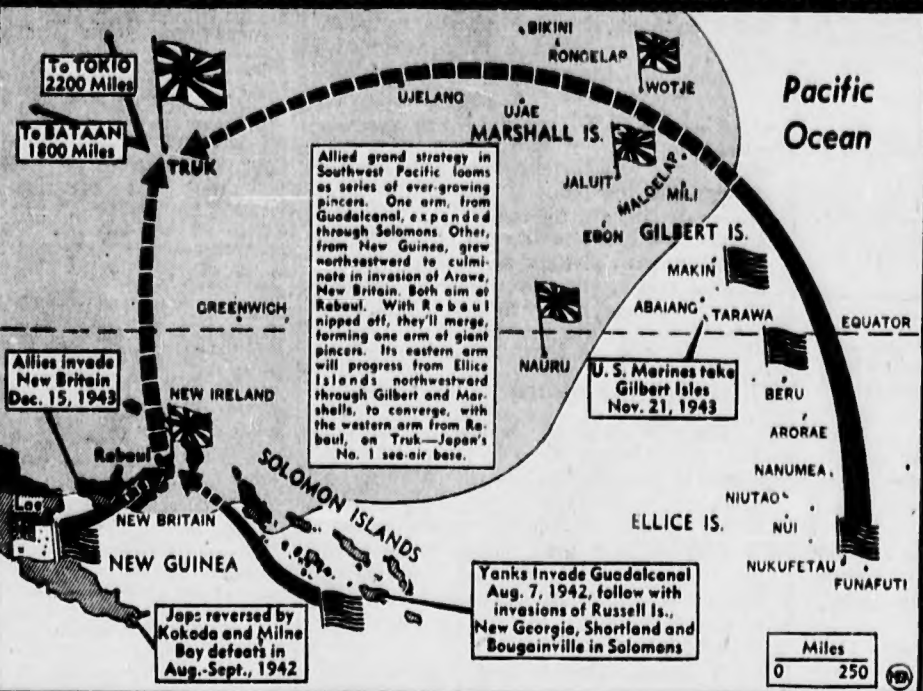 BIKINI
RONGELAP
WOTJE
Pacific
Ocean
To TOKIO
2200 Miles
UJELANG
UJAE
MARSHALL IS.
To BATAAN
1800 Miles
TRUK
JALUIT
MALOELAP
MILI
EBON
GILBERT IS.
Allied grand strategy in
Southwest Pacific looms
as series of ever-growing
pincers. One arm, from
Guadalcanal, expanded
through Solomons. Other,
from New Guinea, grew
northeastward to culmi-
nate in invasion of Arawe,
New Britain. Both aim at
Rabaul. With Rabaul
nipped off, they'll merge,
forming one arm of giant
pincers. Its eastern arm
will progress from Ellice
Islands northwestward
through Gilbert and Mar-
shalls, to converge, with
the western arm from Ra-
baul, on Truk—Japan's
No. 1 sea-air base.
MAKIN
ABAIANG
TARAWA
GREENWICH
EQUATOR
NAURU
Allies invade
New Britain
Dec. 15, 1943
U. S. Marines take
Gilbert Isles
Nov. 21, 1943
BERU
NEW IRELAND
ARORAE
Rabaul
SOLOMON ISLANDS
NANUMEA
NIUTAO
Lae
NEW BRITAIN
ELLICE IS.
NUI
NEW GUINEA
NUKUFETAU
FUNAFUTI
Yanks Invade Guadalcanal
Aug. 7, 1942, follow with
invasions of Russell Is.,
New Georgia, Shortland and
Bougainville in Solomons
Japs reversed by
Kokoda and Milne
Bay defeats in
Aug.-Sept., 1942
Miles
0 250
NEA